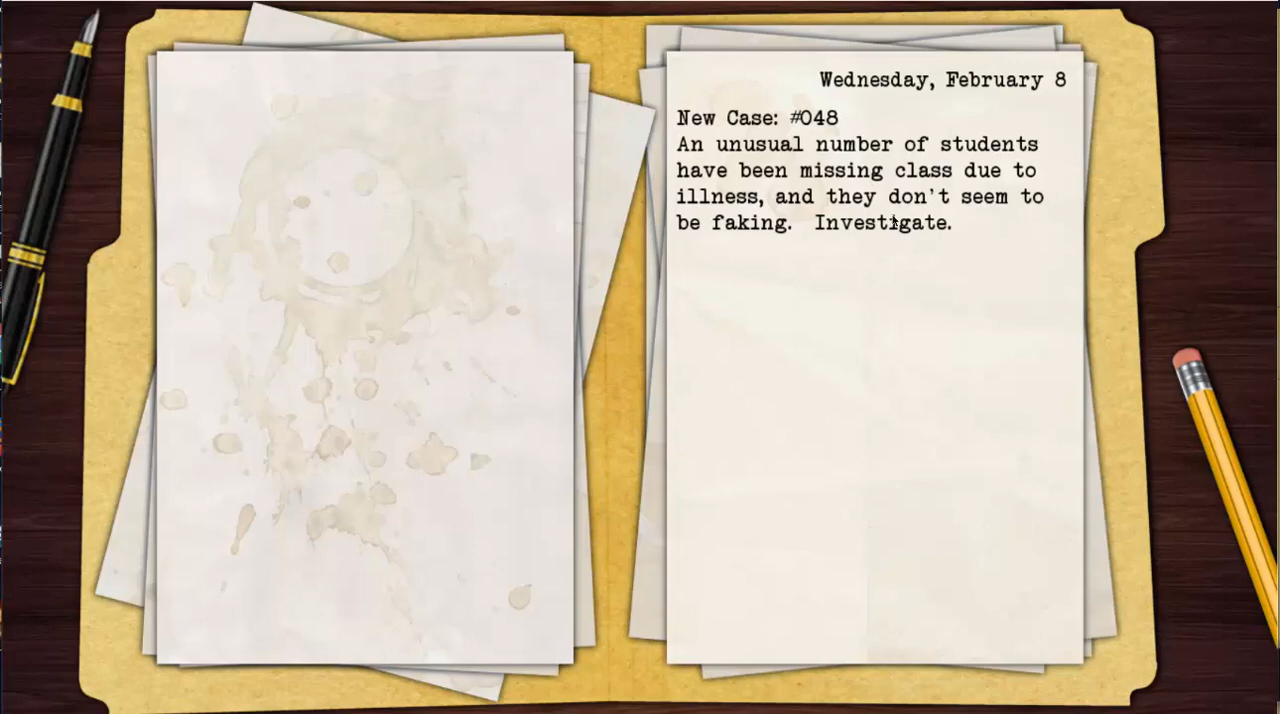 Wednesday, February 8
New Case: #048
An unusual number of students
have been missing class due to
illness, and they don't seem to
be faking.  Investigate.